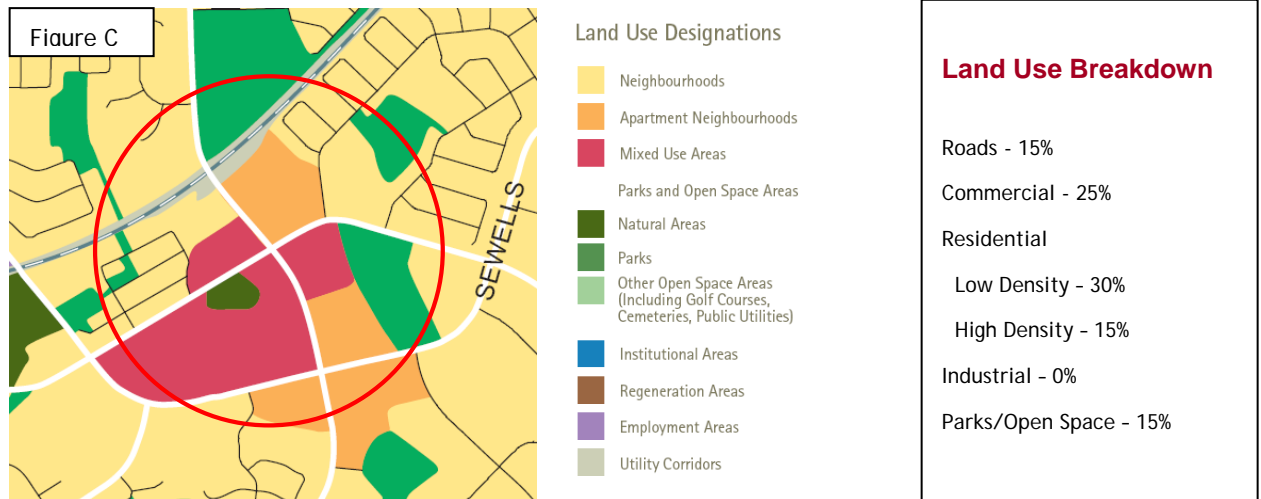 Figure C
SEWELLS
Land Use Designations
Neighbourhoods
Apartment Neighbourhoods
Mixed Use Areas
Parks and Open Space Areas
Natural Areas
Parks
Other Open Space Areas
(Including Golf Courses,
Cemeteries, Public Utilities)
Institutional Areas
Regeneration Areas
Employment Areas
Utility Corridors
Land Use Breakdown
Roads - 15%
Commercial - 25%
Residential
Low Density - 30%
High Density - 15%
Industrial - 0%
Parks/Open Space - 15%